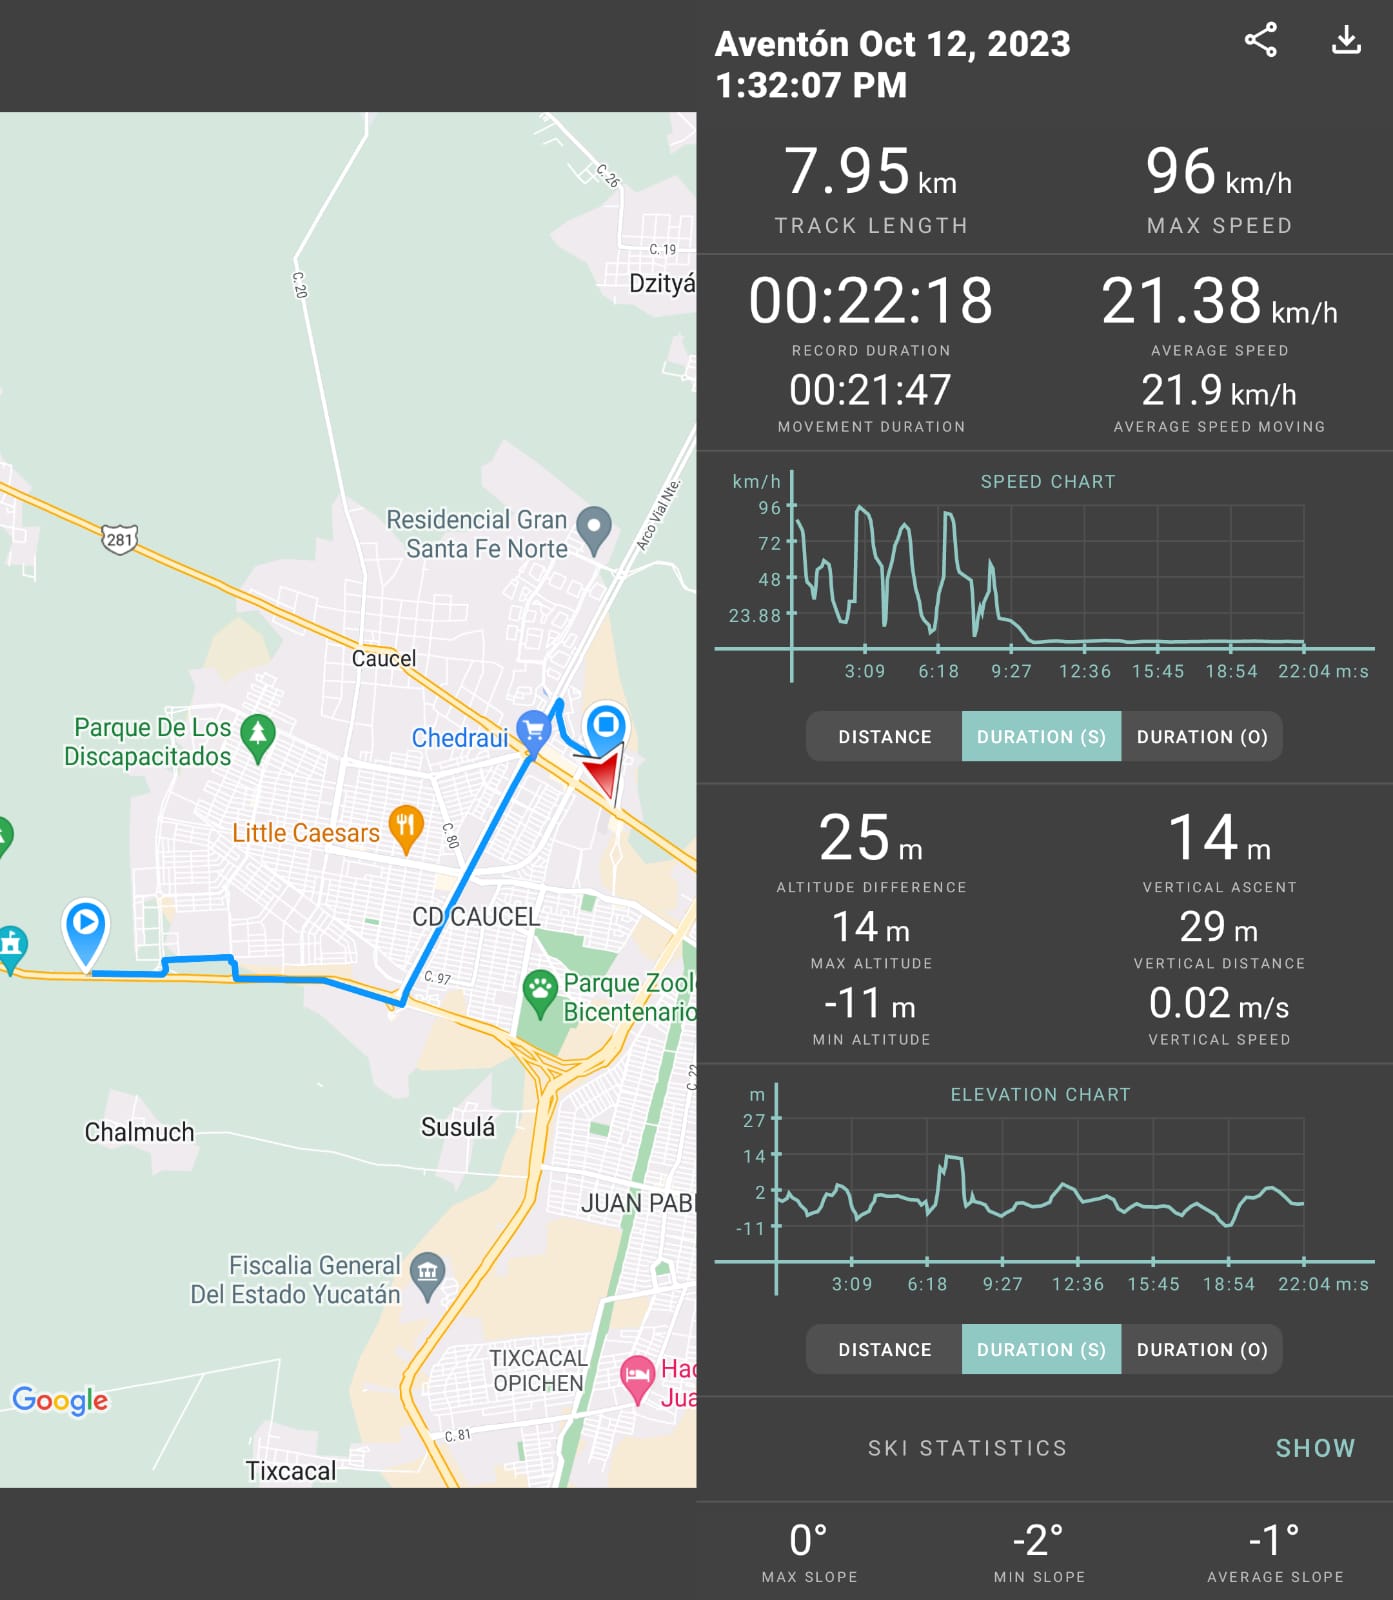 C. 26
C. 19
Dzityá
C. 20
Arco Vial Nte.
Residencial Gran
Santa Fe Norte
281
Caucel
Parque De Los
Discapacitados
Chedraui
Little Caesars
C. 80
CD CAUCEL
C. 97
Parque Zool
Bicentenario
C. 22
Chalmuch
Susulá
JUAN PAB
Fiscalia General
Del Estado Yucatán
TIXCACAL
OPICHEN
Hac
Jua
Google
C. 81
Tixcacal
Aventón Oct 12, 2023
1:32:07 PM
7.95 km
TRACK LENGTH
96 km/h
MAX SPEED
00:22:18
RECORD DURATION
21.38 km/h
AVERAGE SPEED
00:21:47
MOVEMENT DURATION
21.9 km/h
AVERAGE SPEED MOVING
km/h
SPEED CHART
96
72
48
23.88
3:09 6:18 9:27 12:36 15:45 18:54 22:04 m:s
DISTANCE DURATION (S) DURATION (O)
25 m
ALTITUDE DIFFERENCE
14 m
VERTICAL ASCENT
14 m
MAX ALTITUDE
29 m
VERTICAL DISTANCE
-11 m
MIN ALTITUDE
0.02 m/s
VERTICAL SPEED
m
ELEVATION CHART
27
14
2
-11
3:09 6:18 9:27 12:36 15:45 18:54 22:04 m:s
DISTANCE DURATION (S) DURATION (O)
SKI STATISTICS SHOW
0°
MAX SLOPE
-2°
MIN SLOPE
-1°
AVERAGE SLOPE